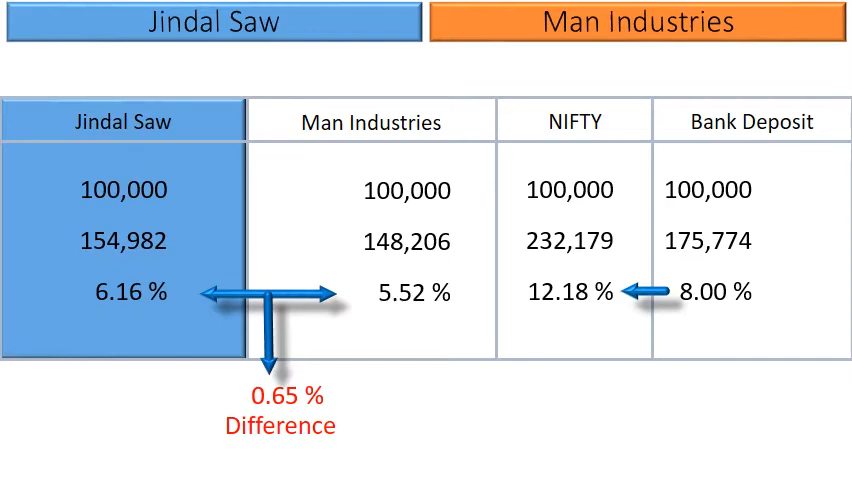 Jindal Saw Man Industries
Jindal Saw Man Industries NIFTY Bank Deposit
100,000 100,000 100,000 100,000
154,982 148,206 232,179 175,774
6.16 % 5.52 % 12.18 % 8.00 %
0.65 %
Difference